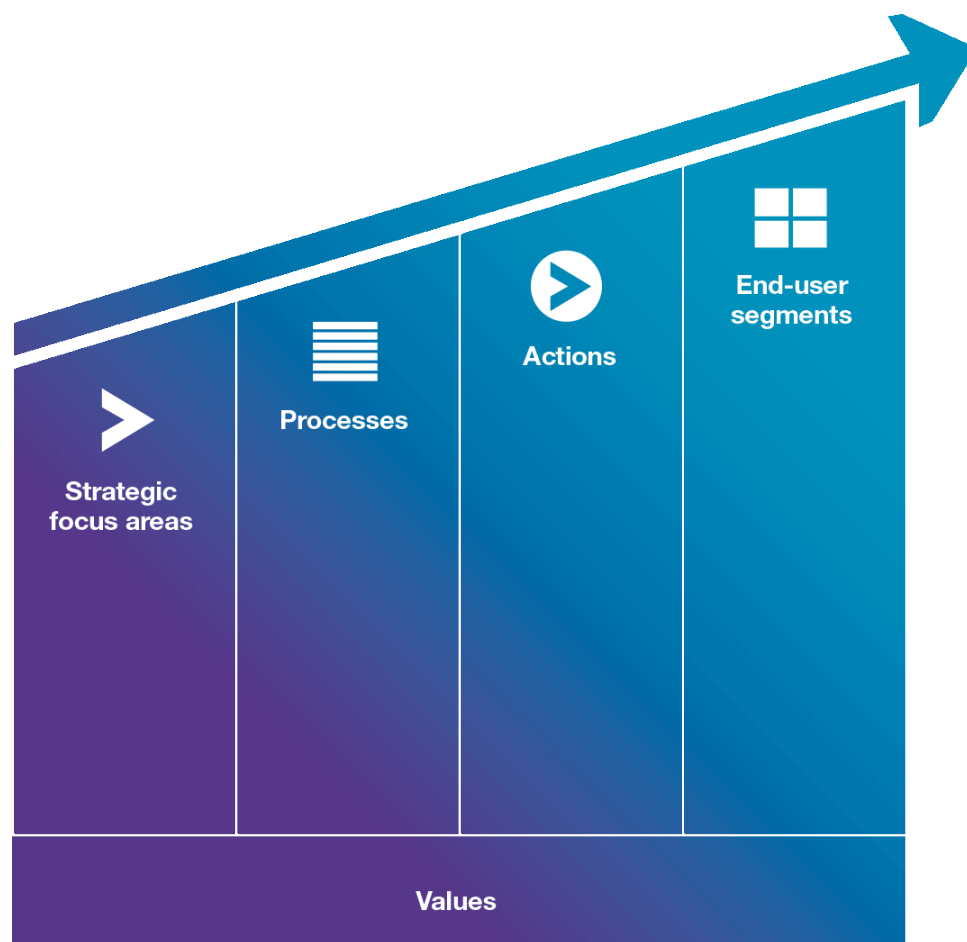 Strategic
focus areas
Processes
Actions
End-user
segments
Values